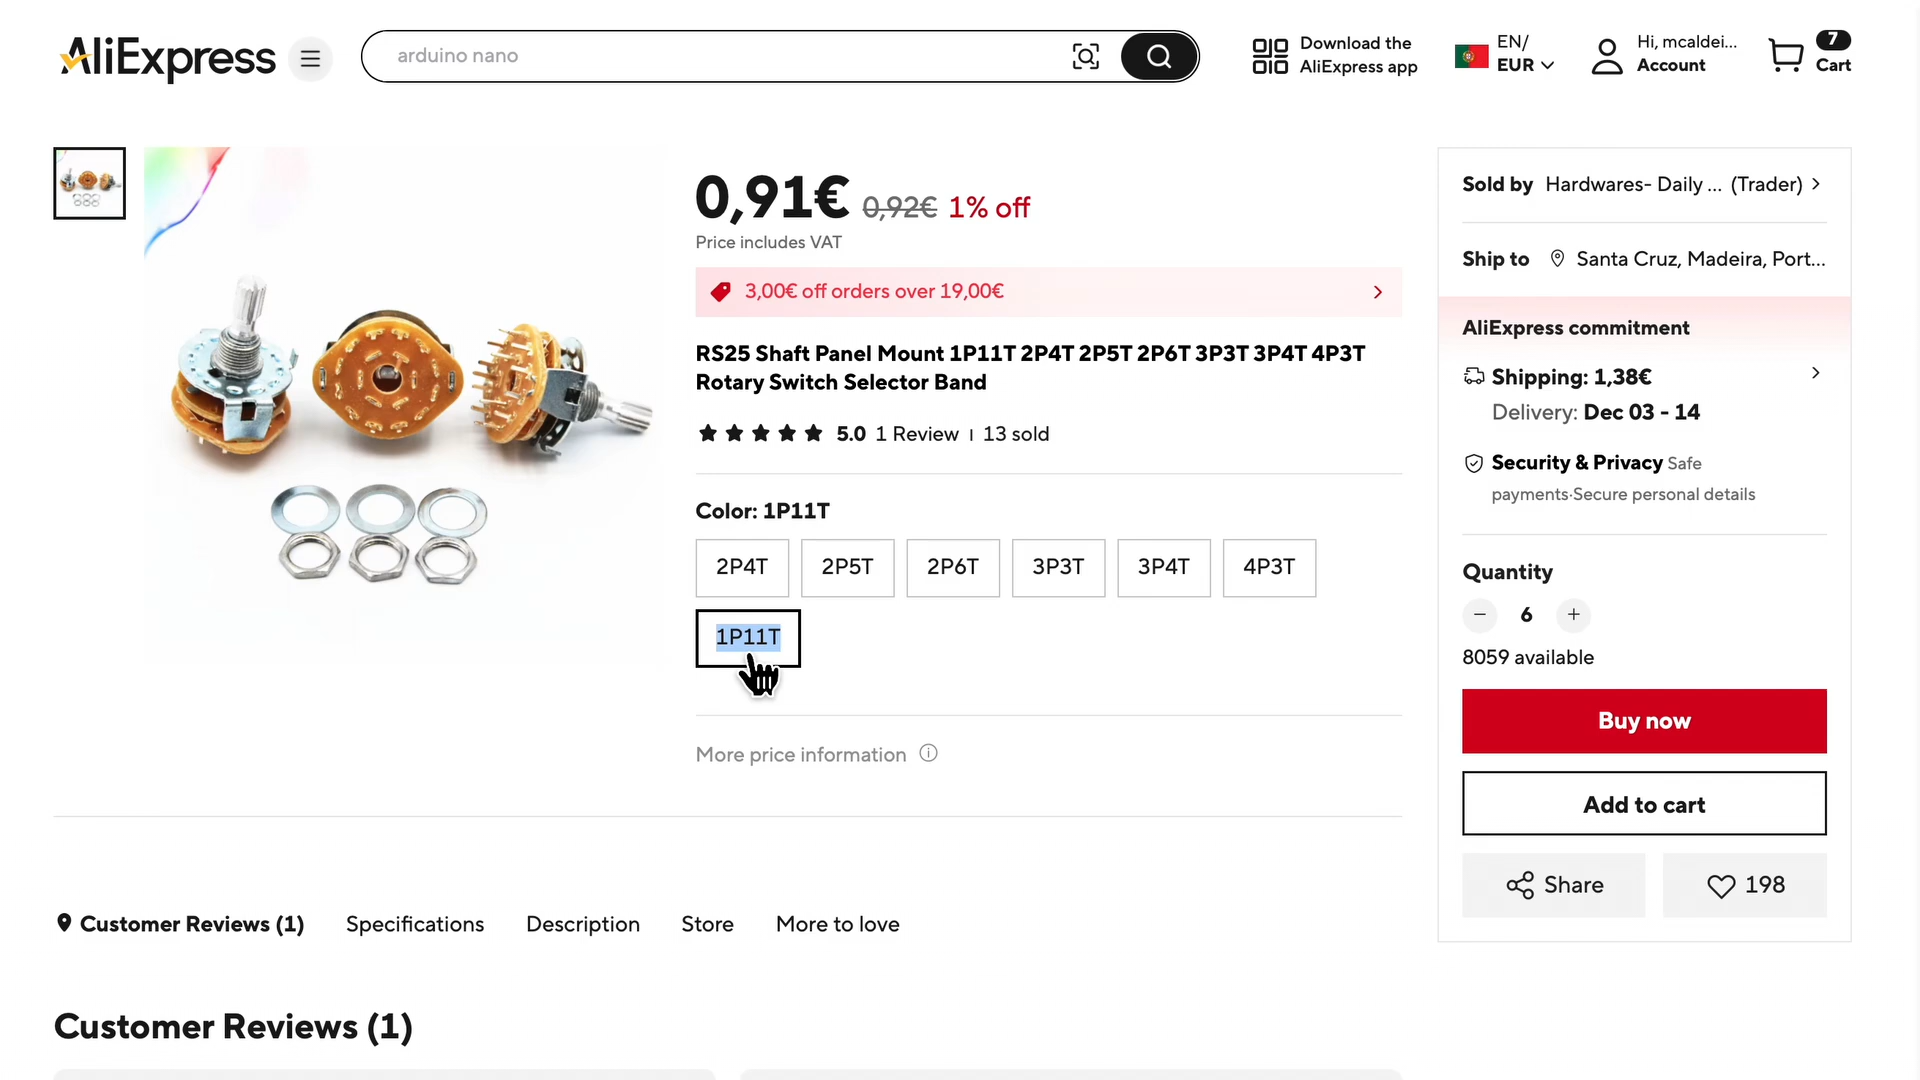 AliExpress
arduino nano
Download the
AliExpress app
EN/
EUR
Hi, mcaldei...
Account
7
Cart
0,91€ 0,92€ 1% off
Price includes VAT
3,00€ off orders over 19,00€
RS25 Shaft Panel Mount 1P11T 2P4T 2P5T 2P6T 3P3T 3P4T 4P3T
Rotary Switch Selector Band
5.0 1 Review | 13 sold
Color: 1P11T
2P4T 2P5T 2P6T 3P3T 3P4T 4P3T
1P11T
More price information
Sold by Hardwares- Daily ... (Trader)
Ship to Santa Cruz, Madeira, Port...
AliExpress commitment
Shipping: 1,38€
Delivery: Dec 03 - 14
Security & Privacy Safe
payments·Secure personal details
Quantity
6
8059 available
Buy now
Add to cart
Share 198
Customer Reviews (1) Specifications Description Store More to love
Customer Reviews (1)